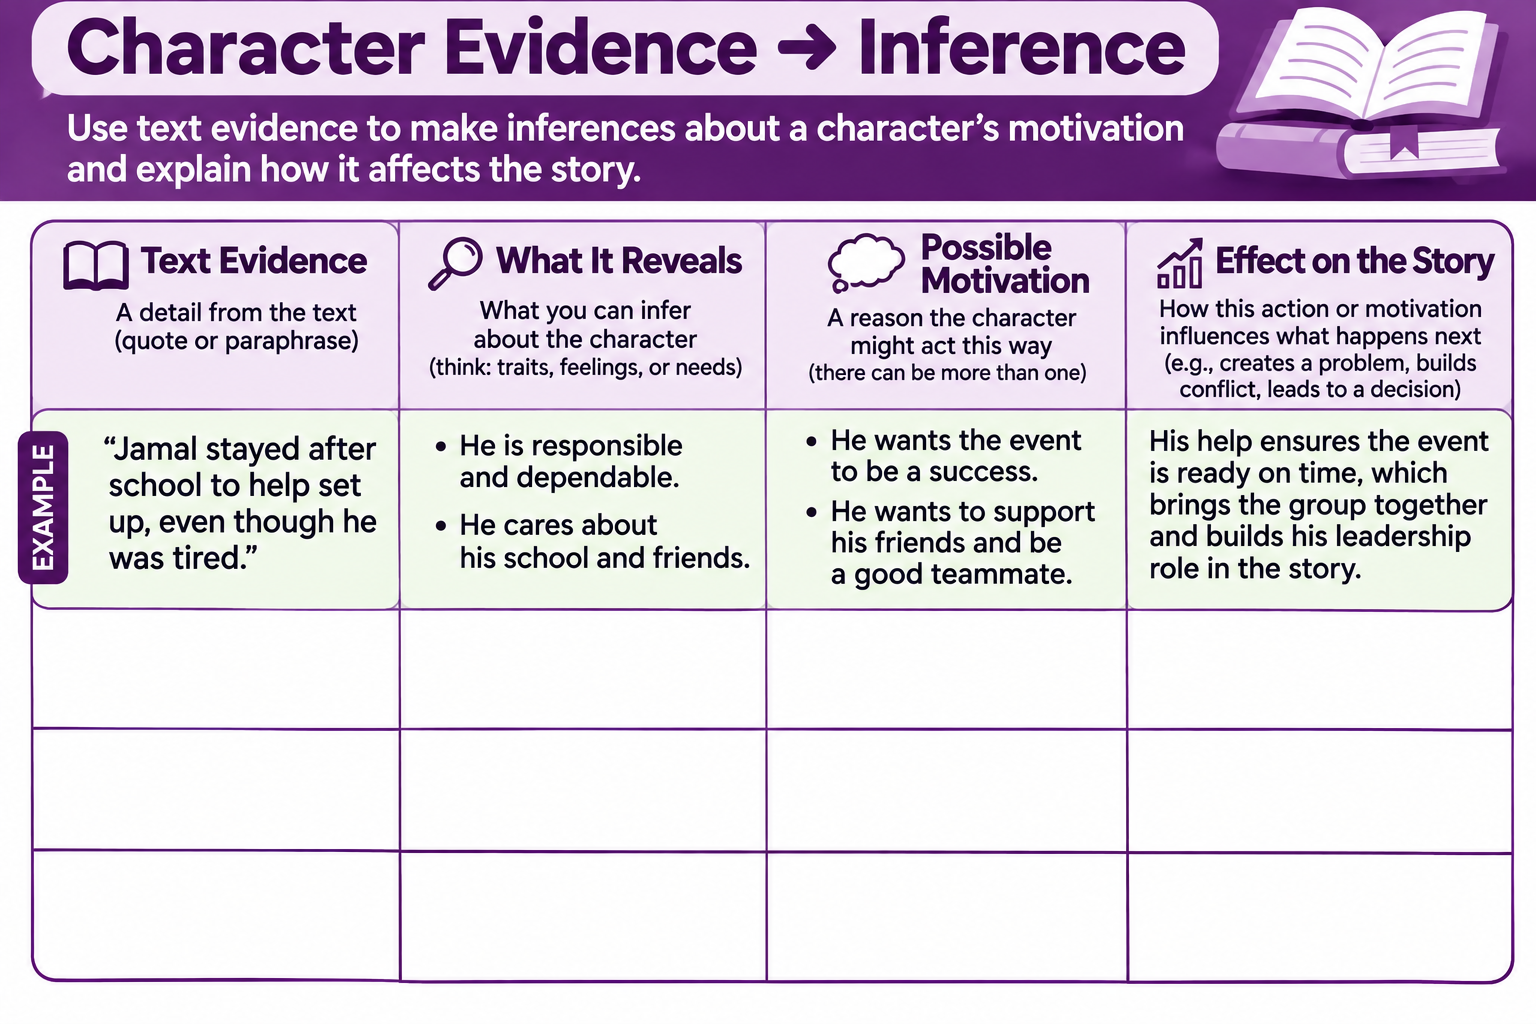 Character Evidence → Inference
Use text evidence to make inferences about a character’s motivation
and explain how it affects the story.
Text Evidence
A detail from the text
(quote or paraphrase)
What It Reveals
What you can infer
about the character
(think: traits, feelings, or needs)
Possible
Motivation
A reason the character
might act this way
(there can be more than one)
Effect on the Story
How this action or motivation
influences what happens next
(e.g., creates a problem, builds
conflict, leads to a decision)
EXAMPLE
“Jamal stayed after
school to help set
up, even though he
was tired.”
• He is responsible
and dependable.
• He cares about
his school and friends.
• He wants the event
to be a success.
• He wants to support
his friends and be
a good teammate.
His help ensures the event
is ready on time, which
brings the group together
and builds his leadership
role in the story.